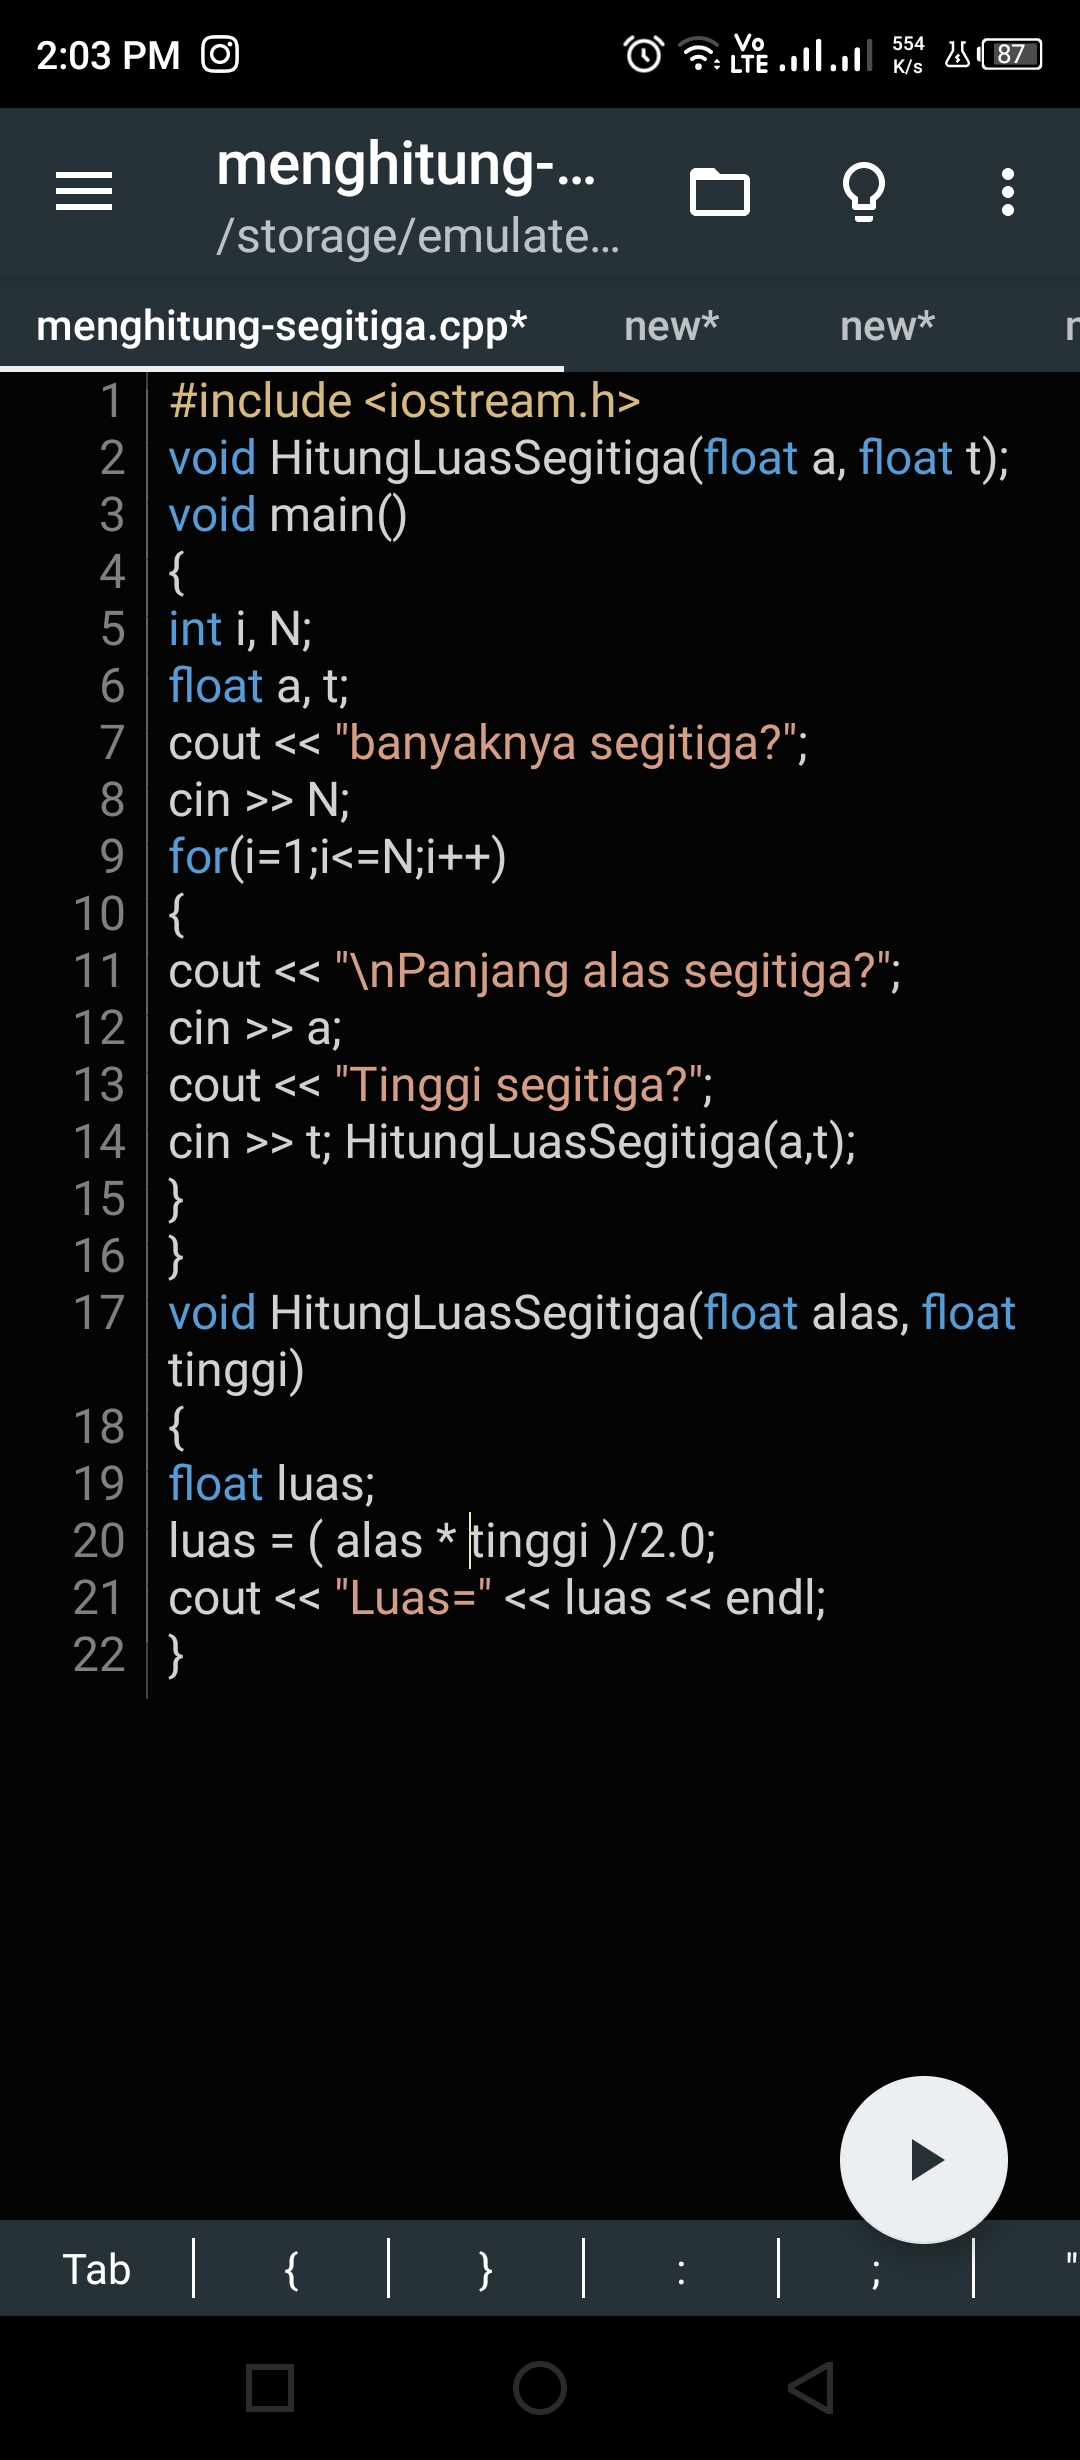 2:03 PM
Vo LTE
554 K/s
87
menghitung-...
/storage/emulate...
menghitung-segitiga.cpp* new* new*
1 #include <iostream.h>
2 void HitungLuasSegitiga(float a, float t);
3 void main()
4 {
5 int i, N;
6 float a, t;
7 cout << "banyaknya segitiga?";
8 cin >> N;
9 for(i=1;i<=N;i++)
10 {
11 cout << "\nPanjang alas segitiga?";
12 cin >> a;
13 cout << "Tinggi segitiga?";
14 cin >> t; HitungLuasSegitiga(a,t);
15 }
16 }
17 void HitungLuasSegitiga(float alas, float
tinggi)
18 {
19 float luas;
20 luas = ( alas * tinggi )/2.0;
21 cout << "Luas=" << luas << endl;
22 }
Tab { } : ; "